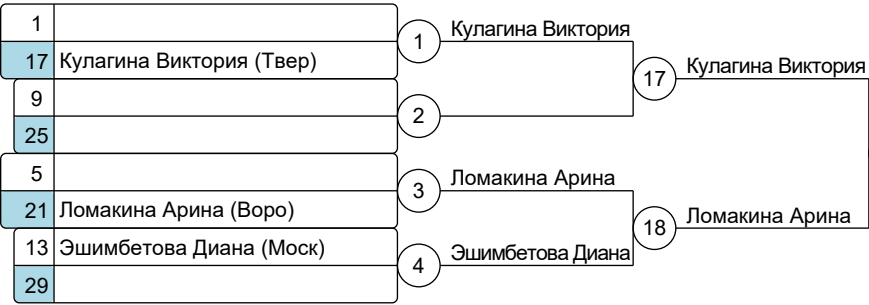 1
17 Кулагина Виктория (Твер)
1
Кулагина Виктория
9
25
2
17
Кулагина Виктория
5
21 Ломакина Арина (Воро)
3
Ломакина Арина
13 Эшимбетова Диана (Моск)
29
4
Эшимбетова Диана
18
Ломакина Арина